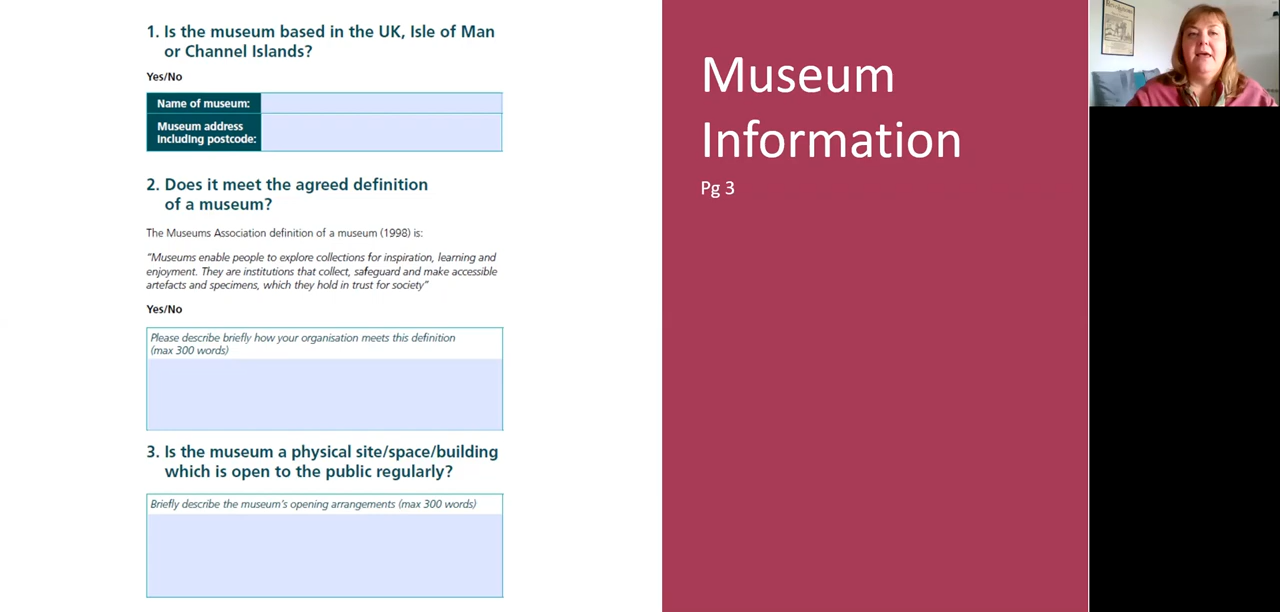 1. Is the museum based in the UK, Isle of Man
or Channel Islands?
Yes/No
Name of museum:
Museum address
including postcode:
2. Does it meet the agreed definition
of a museum?
The Museums Association definition of a museum (1998) is:
“Museums enable people to explore collections for inspiration, learning and
enjoyment. They are institutions that collect, safeguard and make accessible
artefacts and specimens, which they hold in trust for society”
Yes/No
Please describe briefly how your organisation meets this definition
(max 300 words)
3. Is the museum a physical site/space/building
which is open to the public regularly?
Briefly describe the museum’s opening arrangements (max 300 words)
Museum
Information
Pg 3